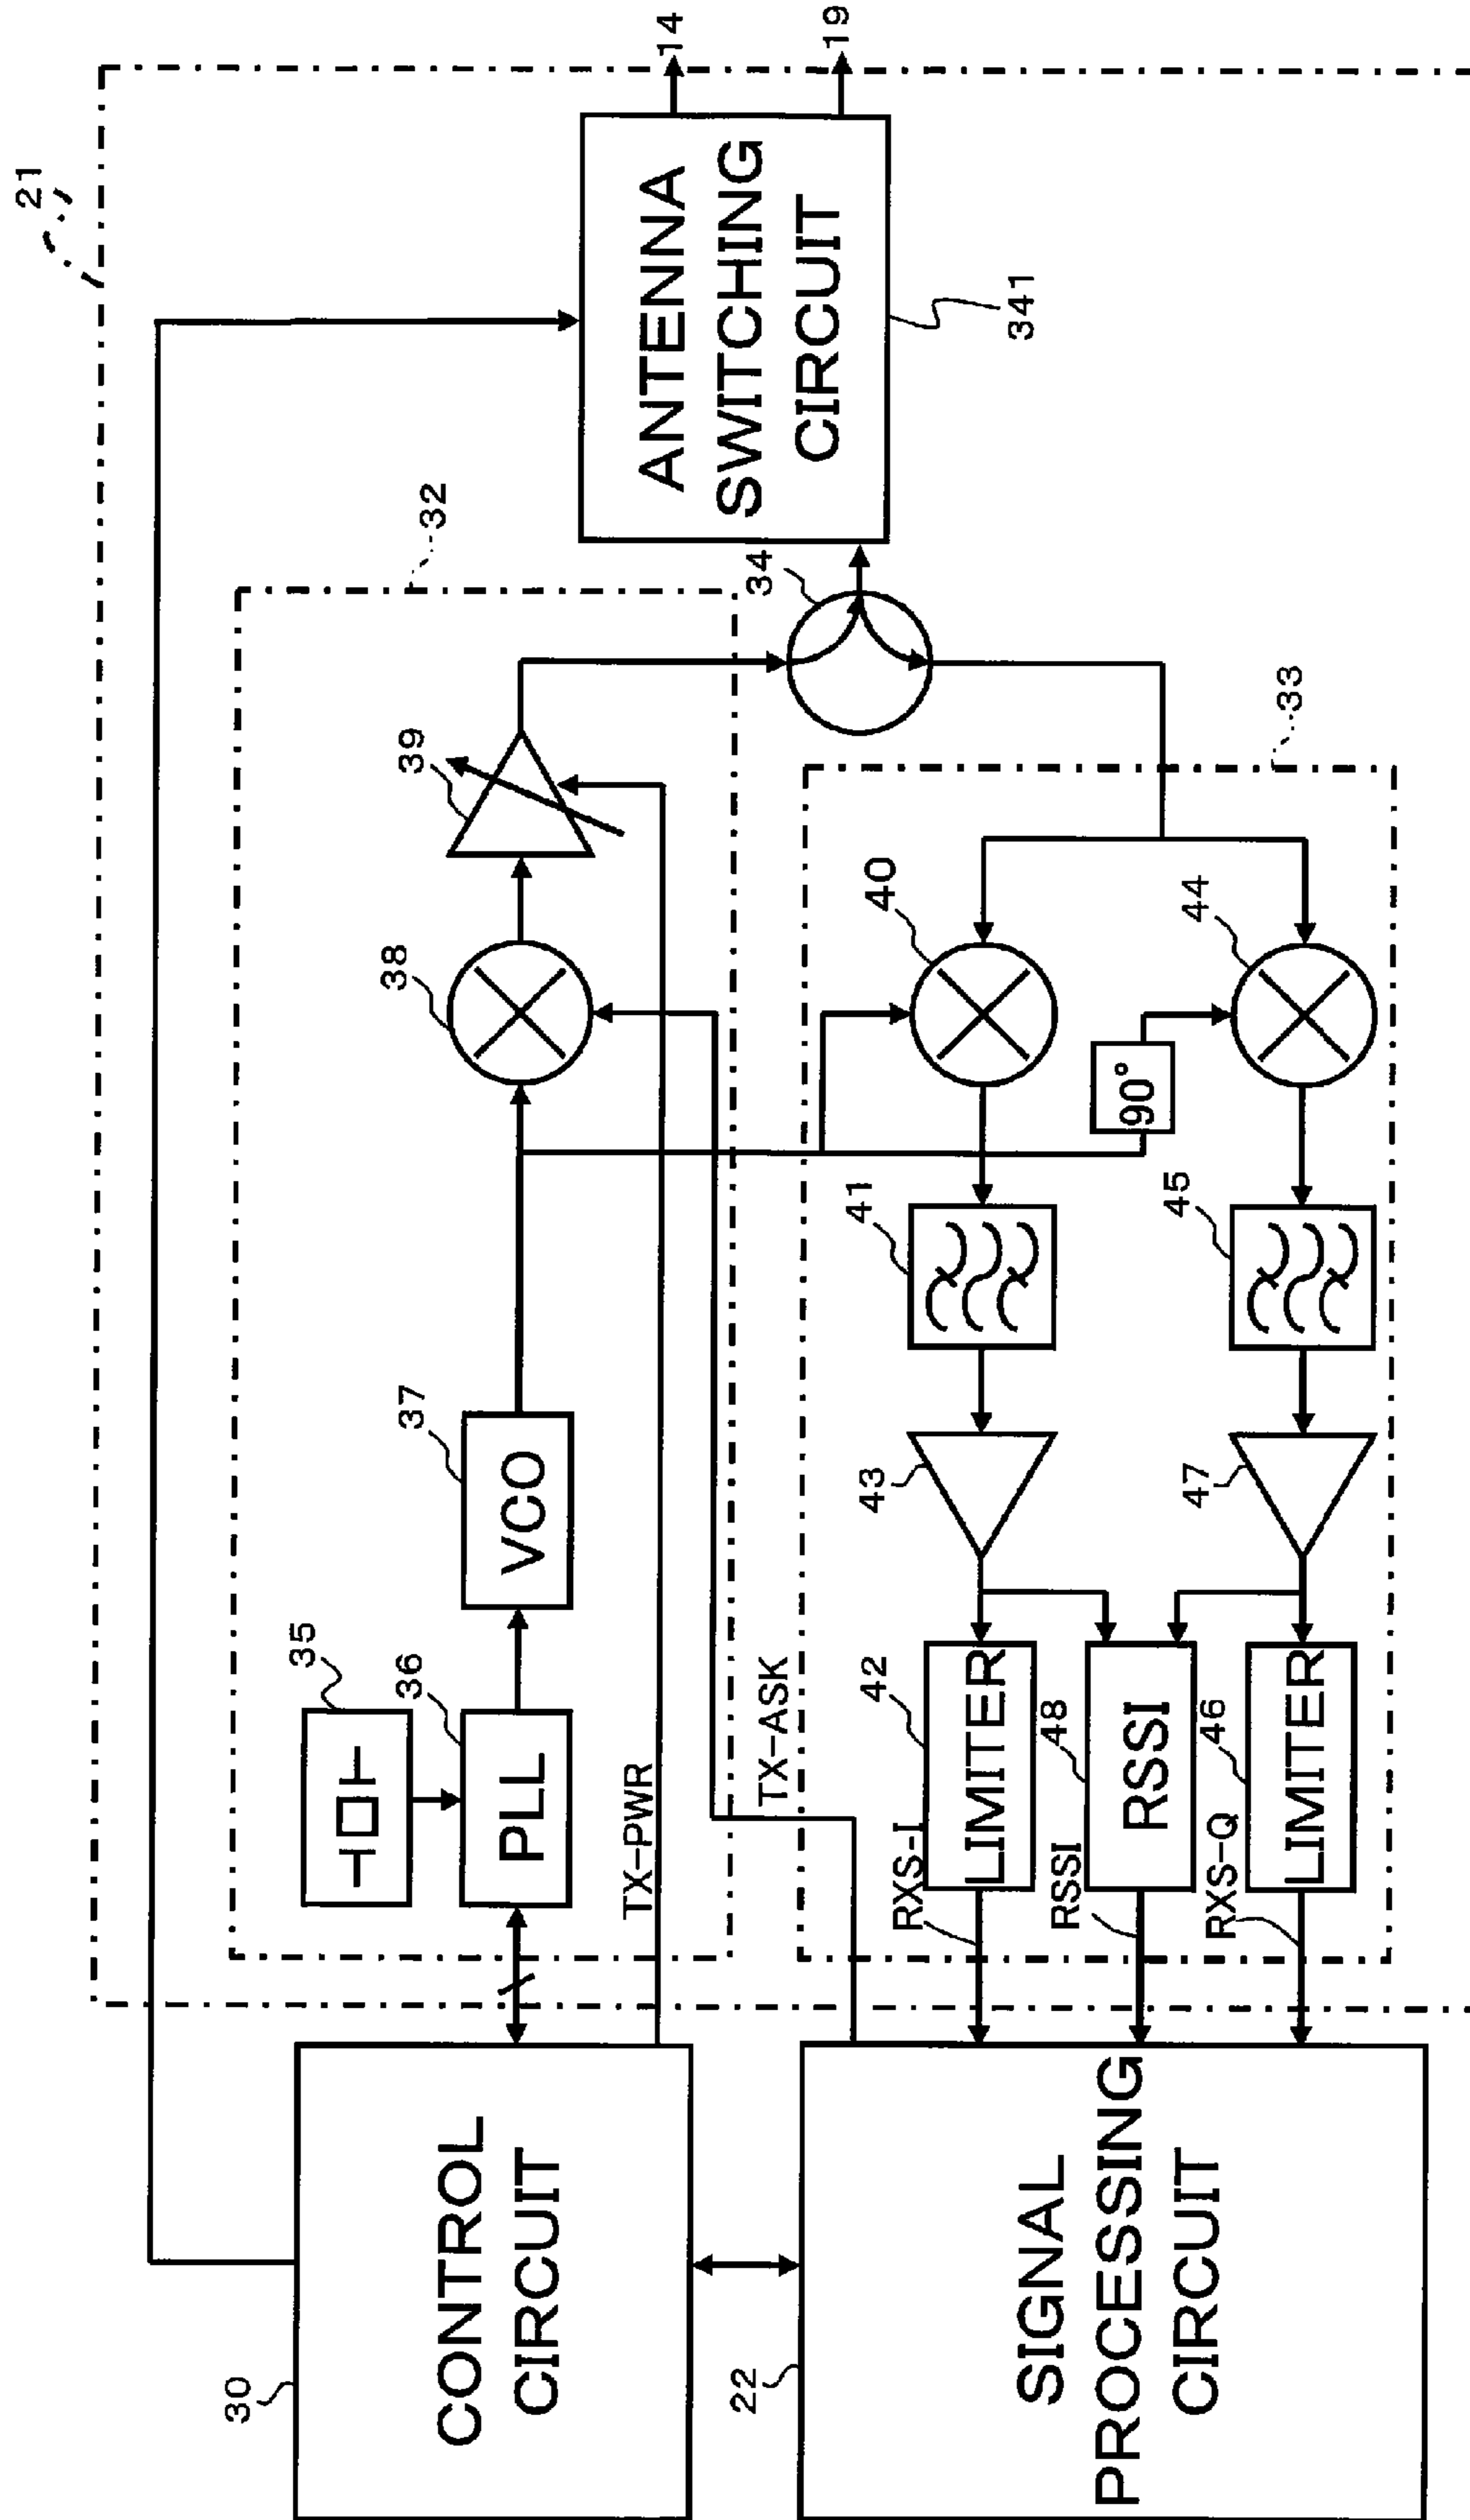 21
14
19
ANTENNA
SWITCHING
CIRCUIT
341
32
34
33
39
38
40
44
90°
41
45
37
VCO
43
47
35
36
PLL
TX-PWR
TX-ASK
42
LIMITER
48
RSSI
46
LIMITER
RXS-I
RSSI
RXS-Q
30
CONTROL
CIRCUIT
22
SIGNAL
PROCESSING
CIRCUIT